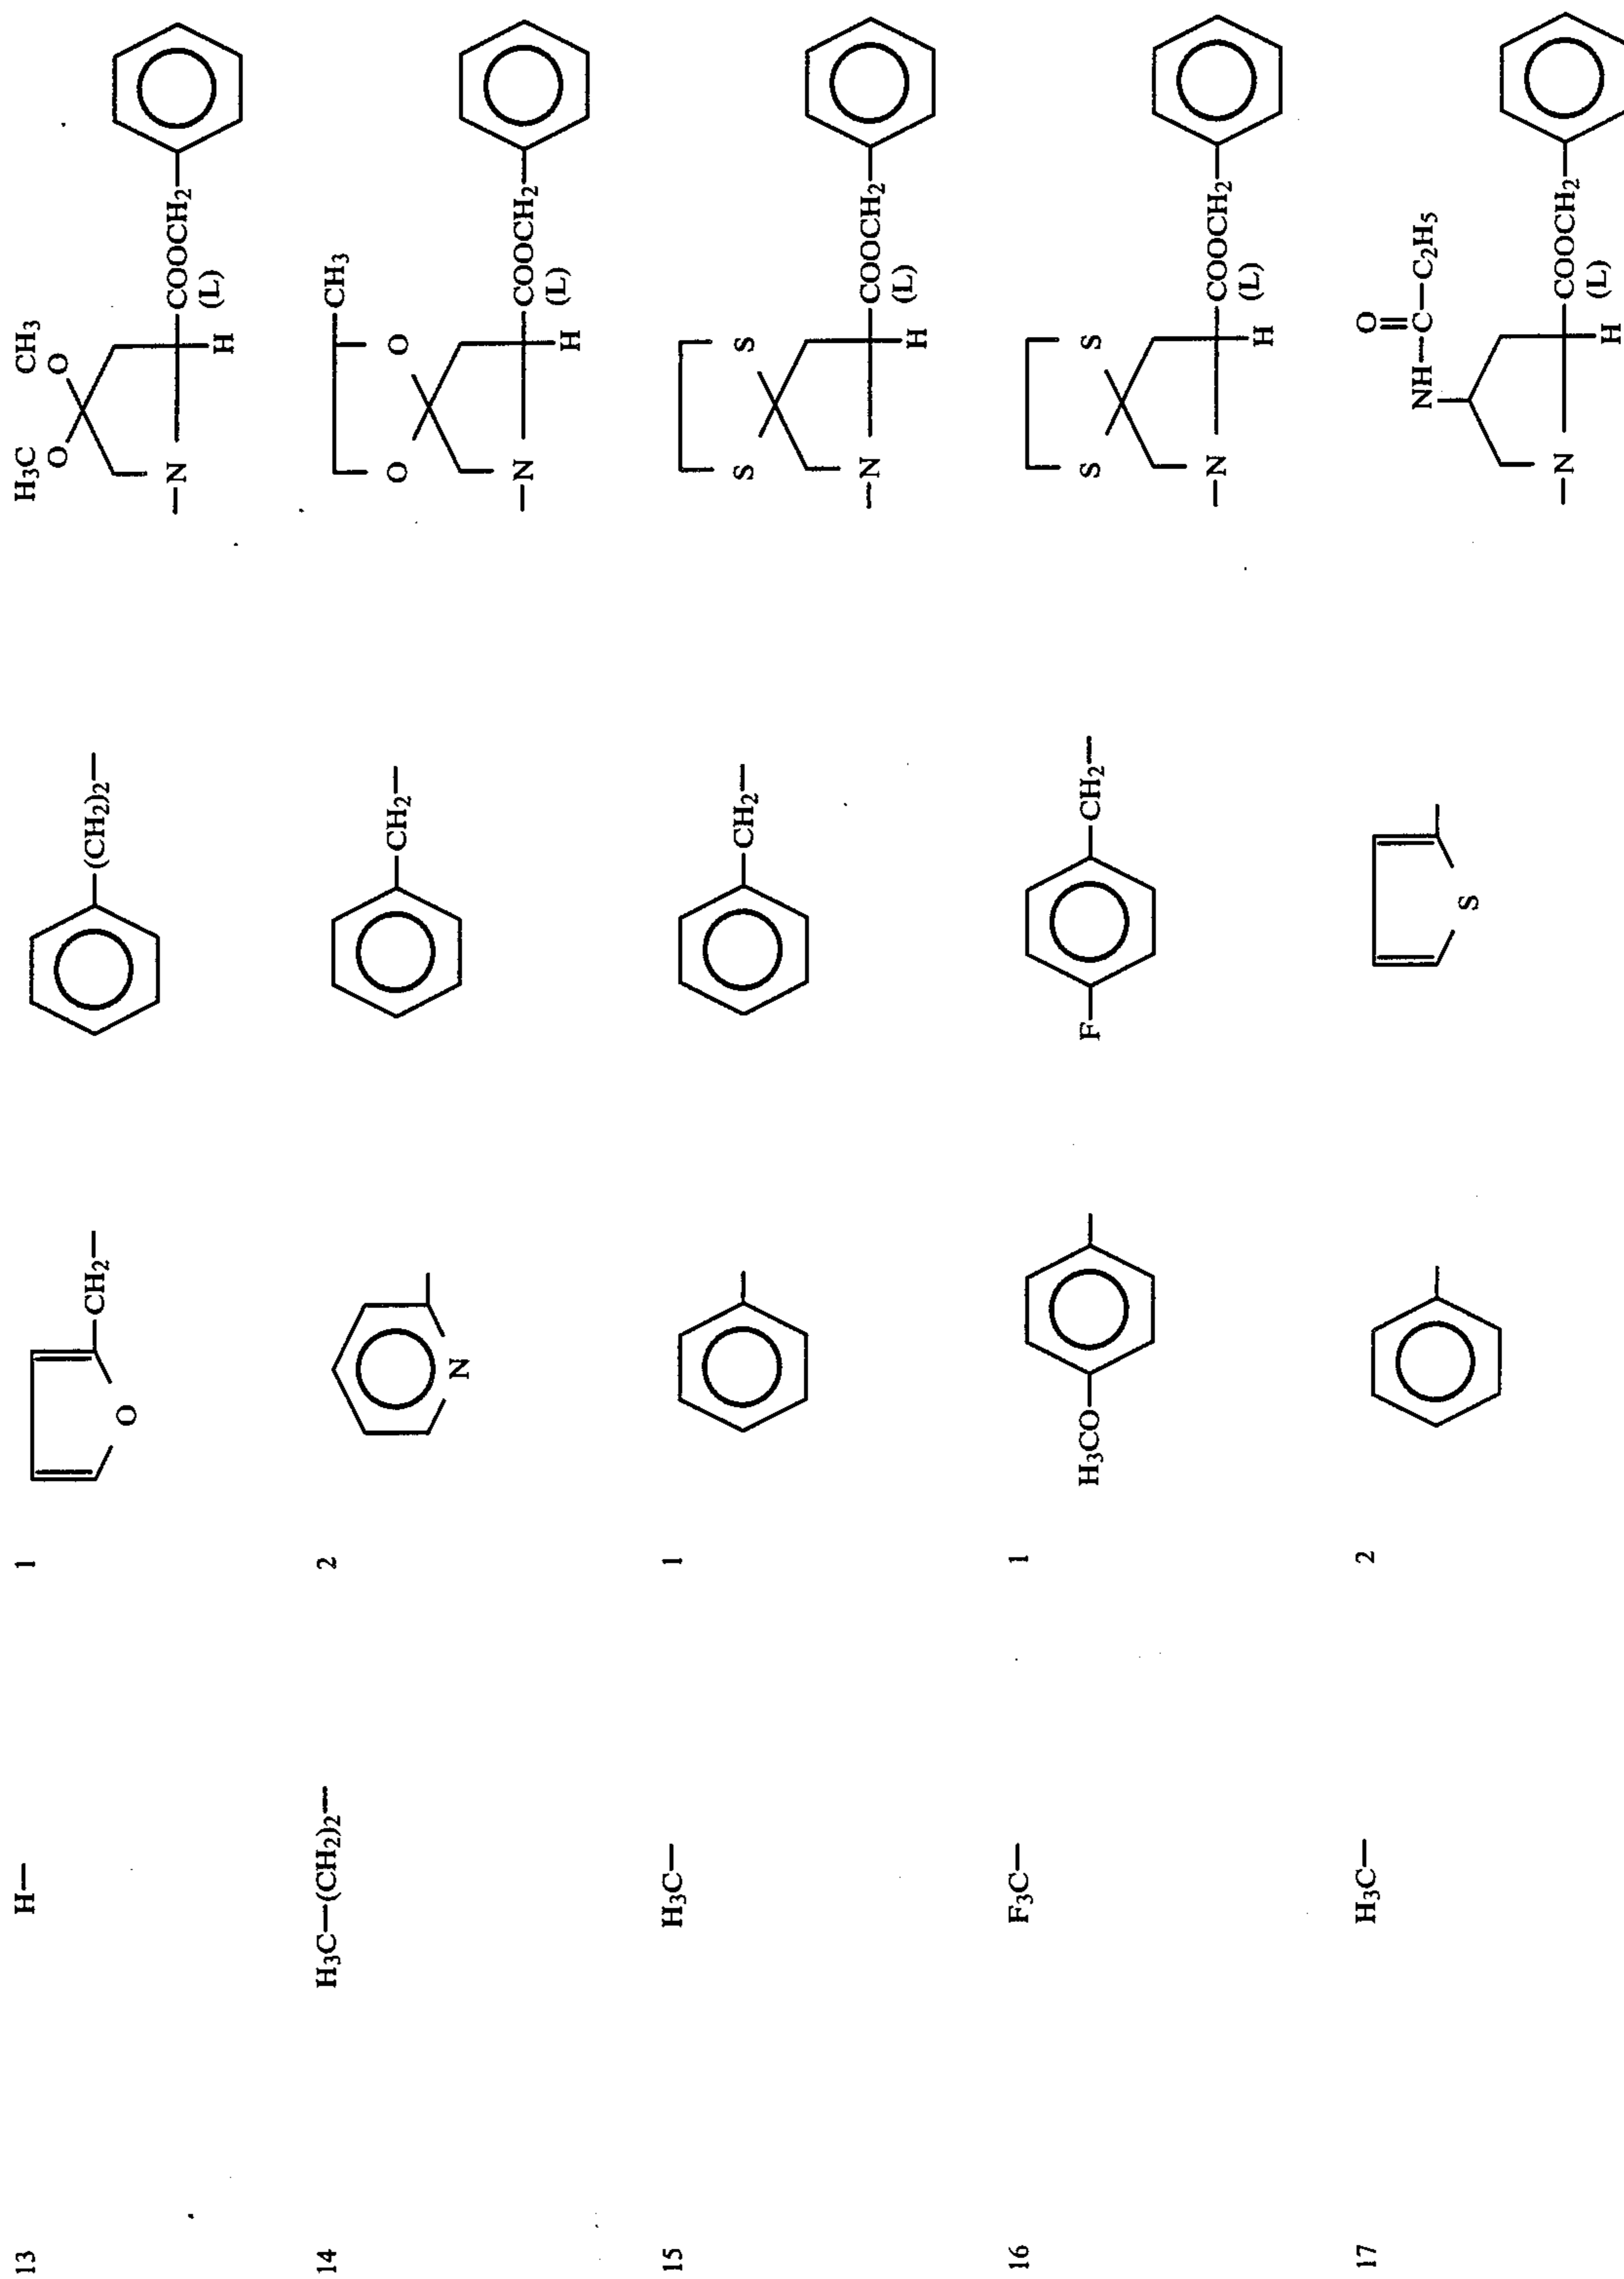 13 H— 1 O CH2— (CH2)2— H3C CH3 O O —N H COOCH2 (L)
14 H3C—(CH2)2— 2 N CH2— CH3 O O —N H COOCH2 (L)
15 H3C— 1 CH2— S S —N H COOCH2 (L)
16 F3C— 1 H3CO F CH2— S S —N H COOCH2 (L)
17 H3C— 2 S O NH—C—C2H5 —N H COOCH2 (L)